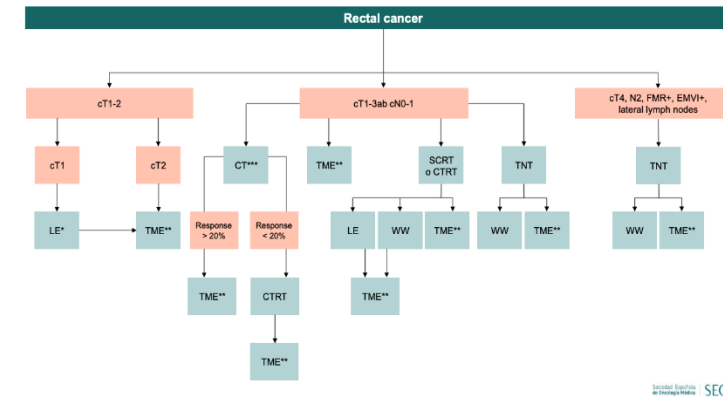 Rectal cancer
cT1-2
cT1-3ab cN0-1
cT4, N2, FMR+, EMVI+,
lateral lymph nodes
cT1
cT2
CT***
TME**
SCRT
o CTRT
TNT
TNT
LE*
TME**
Response
> 20%
Response
< 20%
LE
WW
TME**
WW
TME**
WW
TME**
TME**
CTRT
TME**
TME**
Sociedad Española
de Oncología Médica